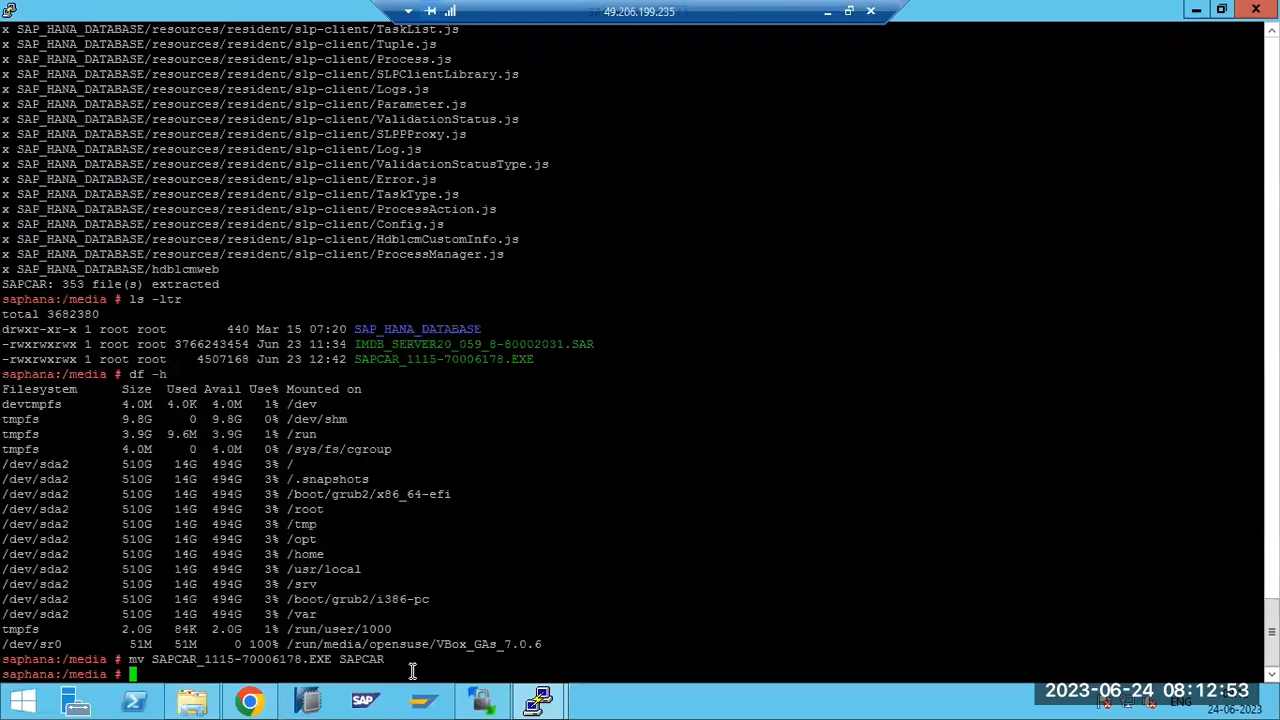 49.206.199.235
x SAP_HANA_DATABASE/resources/resident/slp-client/TaskList.js
x SAP_HANA_DATABASE/resources/resident/slp-client/Tuple.js
x SAP_HANA_DATABASE/resources/resident/slp-client/Process.js
x SAP_HANA_DATABASE/resources/resident/slp-client/SLPClientLibrary.js
x SAP_HANA_DATABASE/resources/resident/slp-client/Logs.js
x SAP_HANA_DATABASE/resources/resident/slp-client/Parameter.js
x SAP_HANA_DATABASE/resources/resident/slp-client/ValidationStatus.js
x SAP_HANA_DATABASE/resources/resident/slp-client/SLPPProxy.js
x SAP_HANA_DATABASE/resources/resident/slp-client/Log.js
x SAP_HANA_DATABASE/resources/resident/slp-client/ValidationStatusType.js
x SAP_HANA_DATABASE/resources/resident/slp-client/Error.js
x SAP_HANA_DATABASE/resources/resident/slp-client/TaskType.js
x SAP_HANA_DATABASE/resources/resident/slp-client/ProcessAction.js
x SAP_HANA_DATABASE/resources/resident/slp-client/Config.js
x SAP_HANA_DATABASE/resources/resident/slp-client/HdblcmCustomInfo.js
x SAP_HANA_DATABASE/resources/resident/slp-client/ProcessManager.js
x SAP_HANA_DATABASE/hdblcmweb
SAPCAR: 353 file(s) extracted
saphana:/media # ls -ltr
total 3682380
drwxr-xr-x 1 root root        440 Mar 15 07:20 SAP_HANA_DATABASE
-rwxrwxrwx 1 root root 3766243454 Jun 23 11:34 IMDB_SERVER20_059_8-80002031.SAR
-rwxrwxrwx 1 root root    4507168 Jun 23 12:42 SAPCAR_1115-70006178.EXE
saphana:/media # df -h
Filesystem      Size  Used Avail Use% Mounted on
devtmpfs        4.0M  4.0K  4.0M   1% /dev
tmpfs           9.8G     0  9.8G   0% /dev/shm
tmpfs           3.9G  9.6M  3.9G   1% /run
tmpfs           4.0M     0  4.0M   0% /sys/fs/cgroup
/dev/sda2       510G   14G  494G   3% /
/dev/sda2       510G   14G  494G   3% /.snapshots
/dev/sda2       510G   14G  494G   3% /boot/grub2/x86_64-efi
/dev/sda2       510G   14G  494G   3% /root
/dev/sda2       510G   14G  494G   3% /tmp
/dev/sda2       510G   14G  494G   3% /opt
/dev/sda2       510G   14G  494G   3% /home
/dev/sda2       510G   14G  494G   3% /usr/local
/dev/sda2       510G   14G  494G   3% /srv
/dev/sda2       510G   14G  494G   3% /boot/grub2/i386-pc
/dev/sda2       510G   14G  494G   3% /var
tmpfs           2.0G   84K  2.0G   1% /run/user/1000
/dev/sr0         51M   51M     0 100% /run/media/opensuse/VBox_GAs_7.0.6
saphana:/media # mv SAPCAR_1115-70006178.EXE SAPCAR
saphana:/media #
SAP
2023-06-24 08:12:53
ENG
24-06-2023